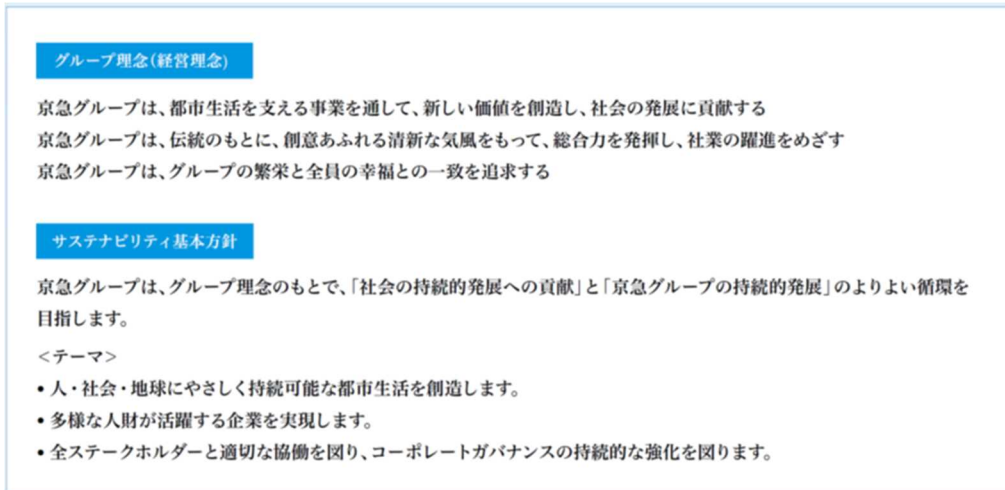 グループ理念(経営理念)
京急グループは、都市生活を支える事業を通して、新しい価値を創造し、社会の発展に貢献する
京急グループは、伝統のもとに、創意あふれる清新な気風をもって、総合力を発揮し、社業の躍進をめざす
京急グループは、グループの繁栄と全員の幸福との一致を追求する
サステナビリティ基本方針
京急グループは、グループ理念のもとで、「社会の持続的発展への貢献」と「京急グループの持続的発展」のよりよい循環を
目指します。
<テーマ>
• 人・社会・地球にやさしく持続可能な都市生活を創造します。
• 多様な人財が活躍する企業を実現します。
• 全ステークホルダーと適切な協働を図り、コーポレートガバナンスの持続的な強化を図ります。